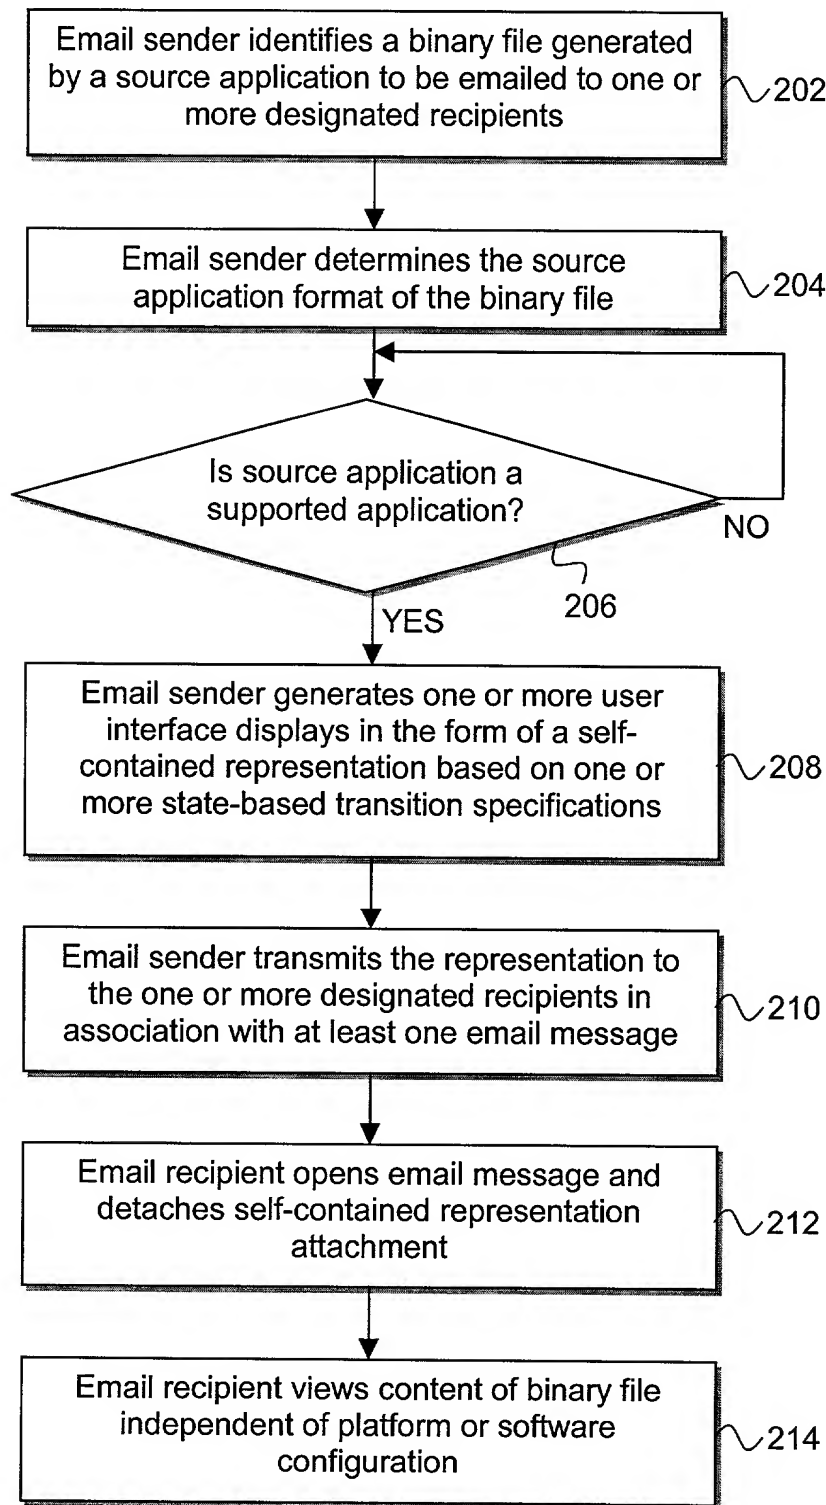 Email sender identifies a binary file generated
by a source application to be emailed to one or
more designated recipients
202
Email sender determines the source
application format of the binary file
204
Is source application a
supported application?
NO
206
YES
Email sender generates one or more user
interface displays in the form of a self-
contained representation based on one or
more state-based transition specifications
208
Email sender transmits the representation to
the one or more designated recipients in
association with at least one email message
210
Email recipient opens email message and
detaches self-contained representation
attachment
212
Email recipient views content of binary file
independent of platform or software
configuration
214